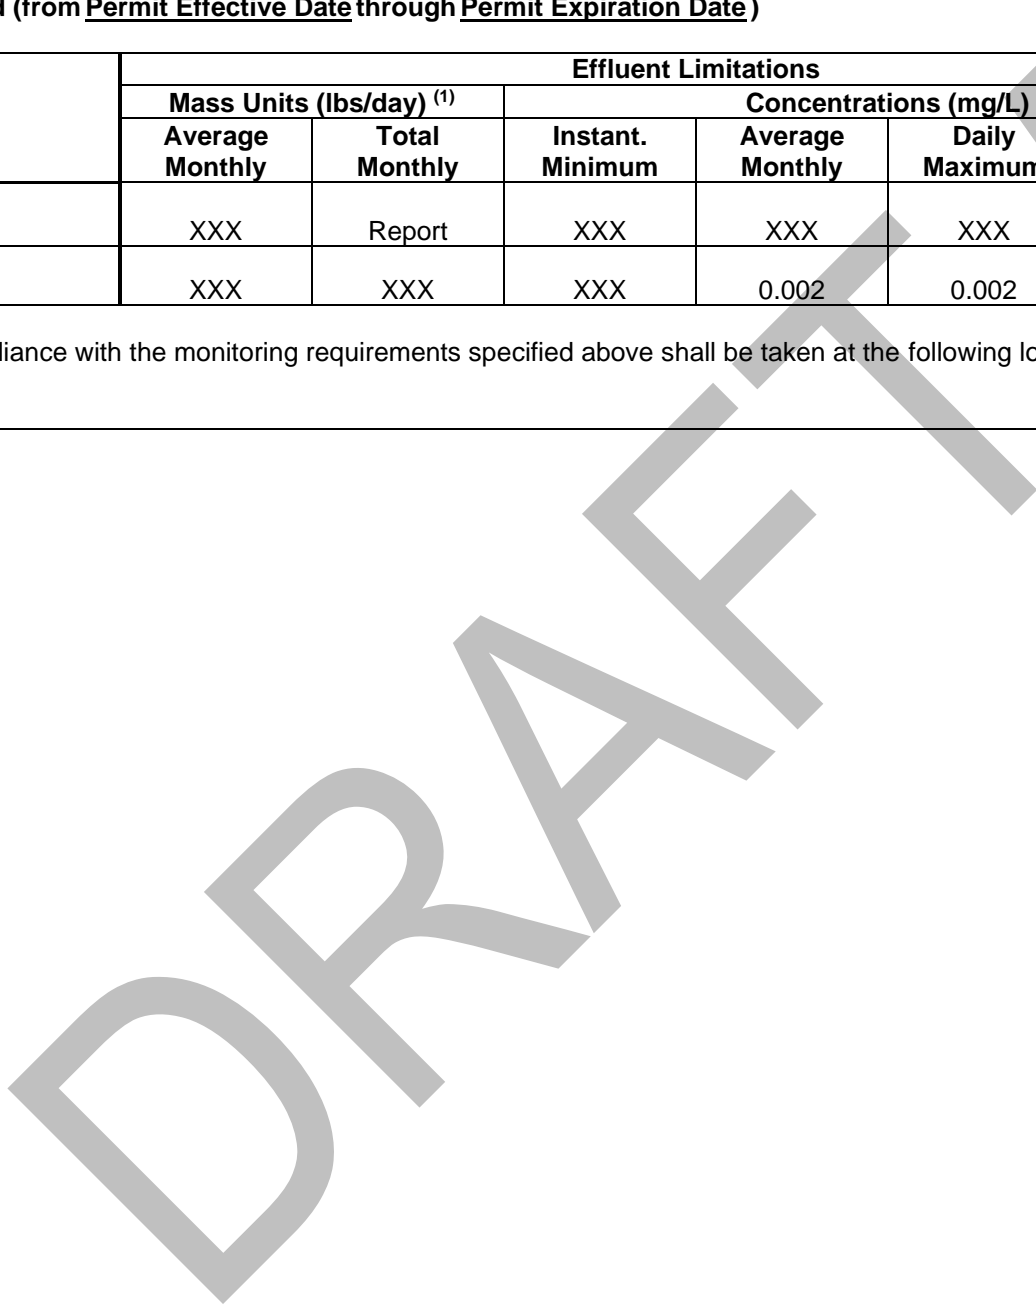 (from Permit Effective Date through Permit Expiration Date)
Effluent Limitations
Mass Units (lbs/day) (1) Concentrations (mg/L)
Average Monthly Total Monthly Instant. Minimum Average Monthly Daily Maximum
XXX Report XXX XXX XXX
XXX XXX XXX 0.002 0.002
liance with the monitoring requirements specified above shall be taken at the following lo
DRAFT